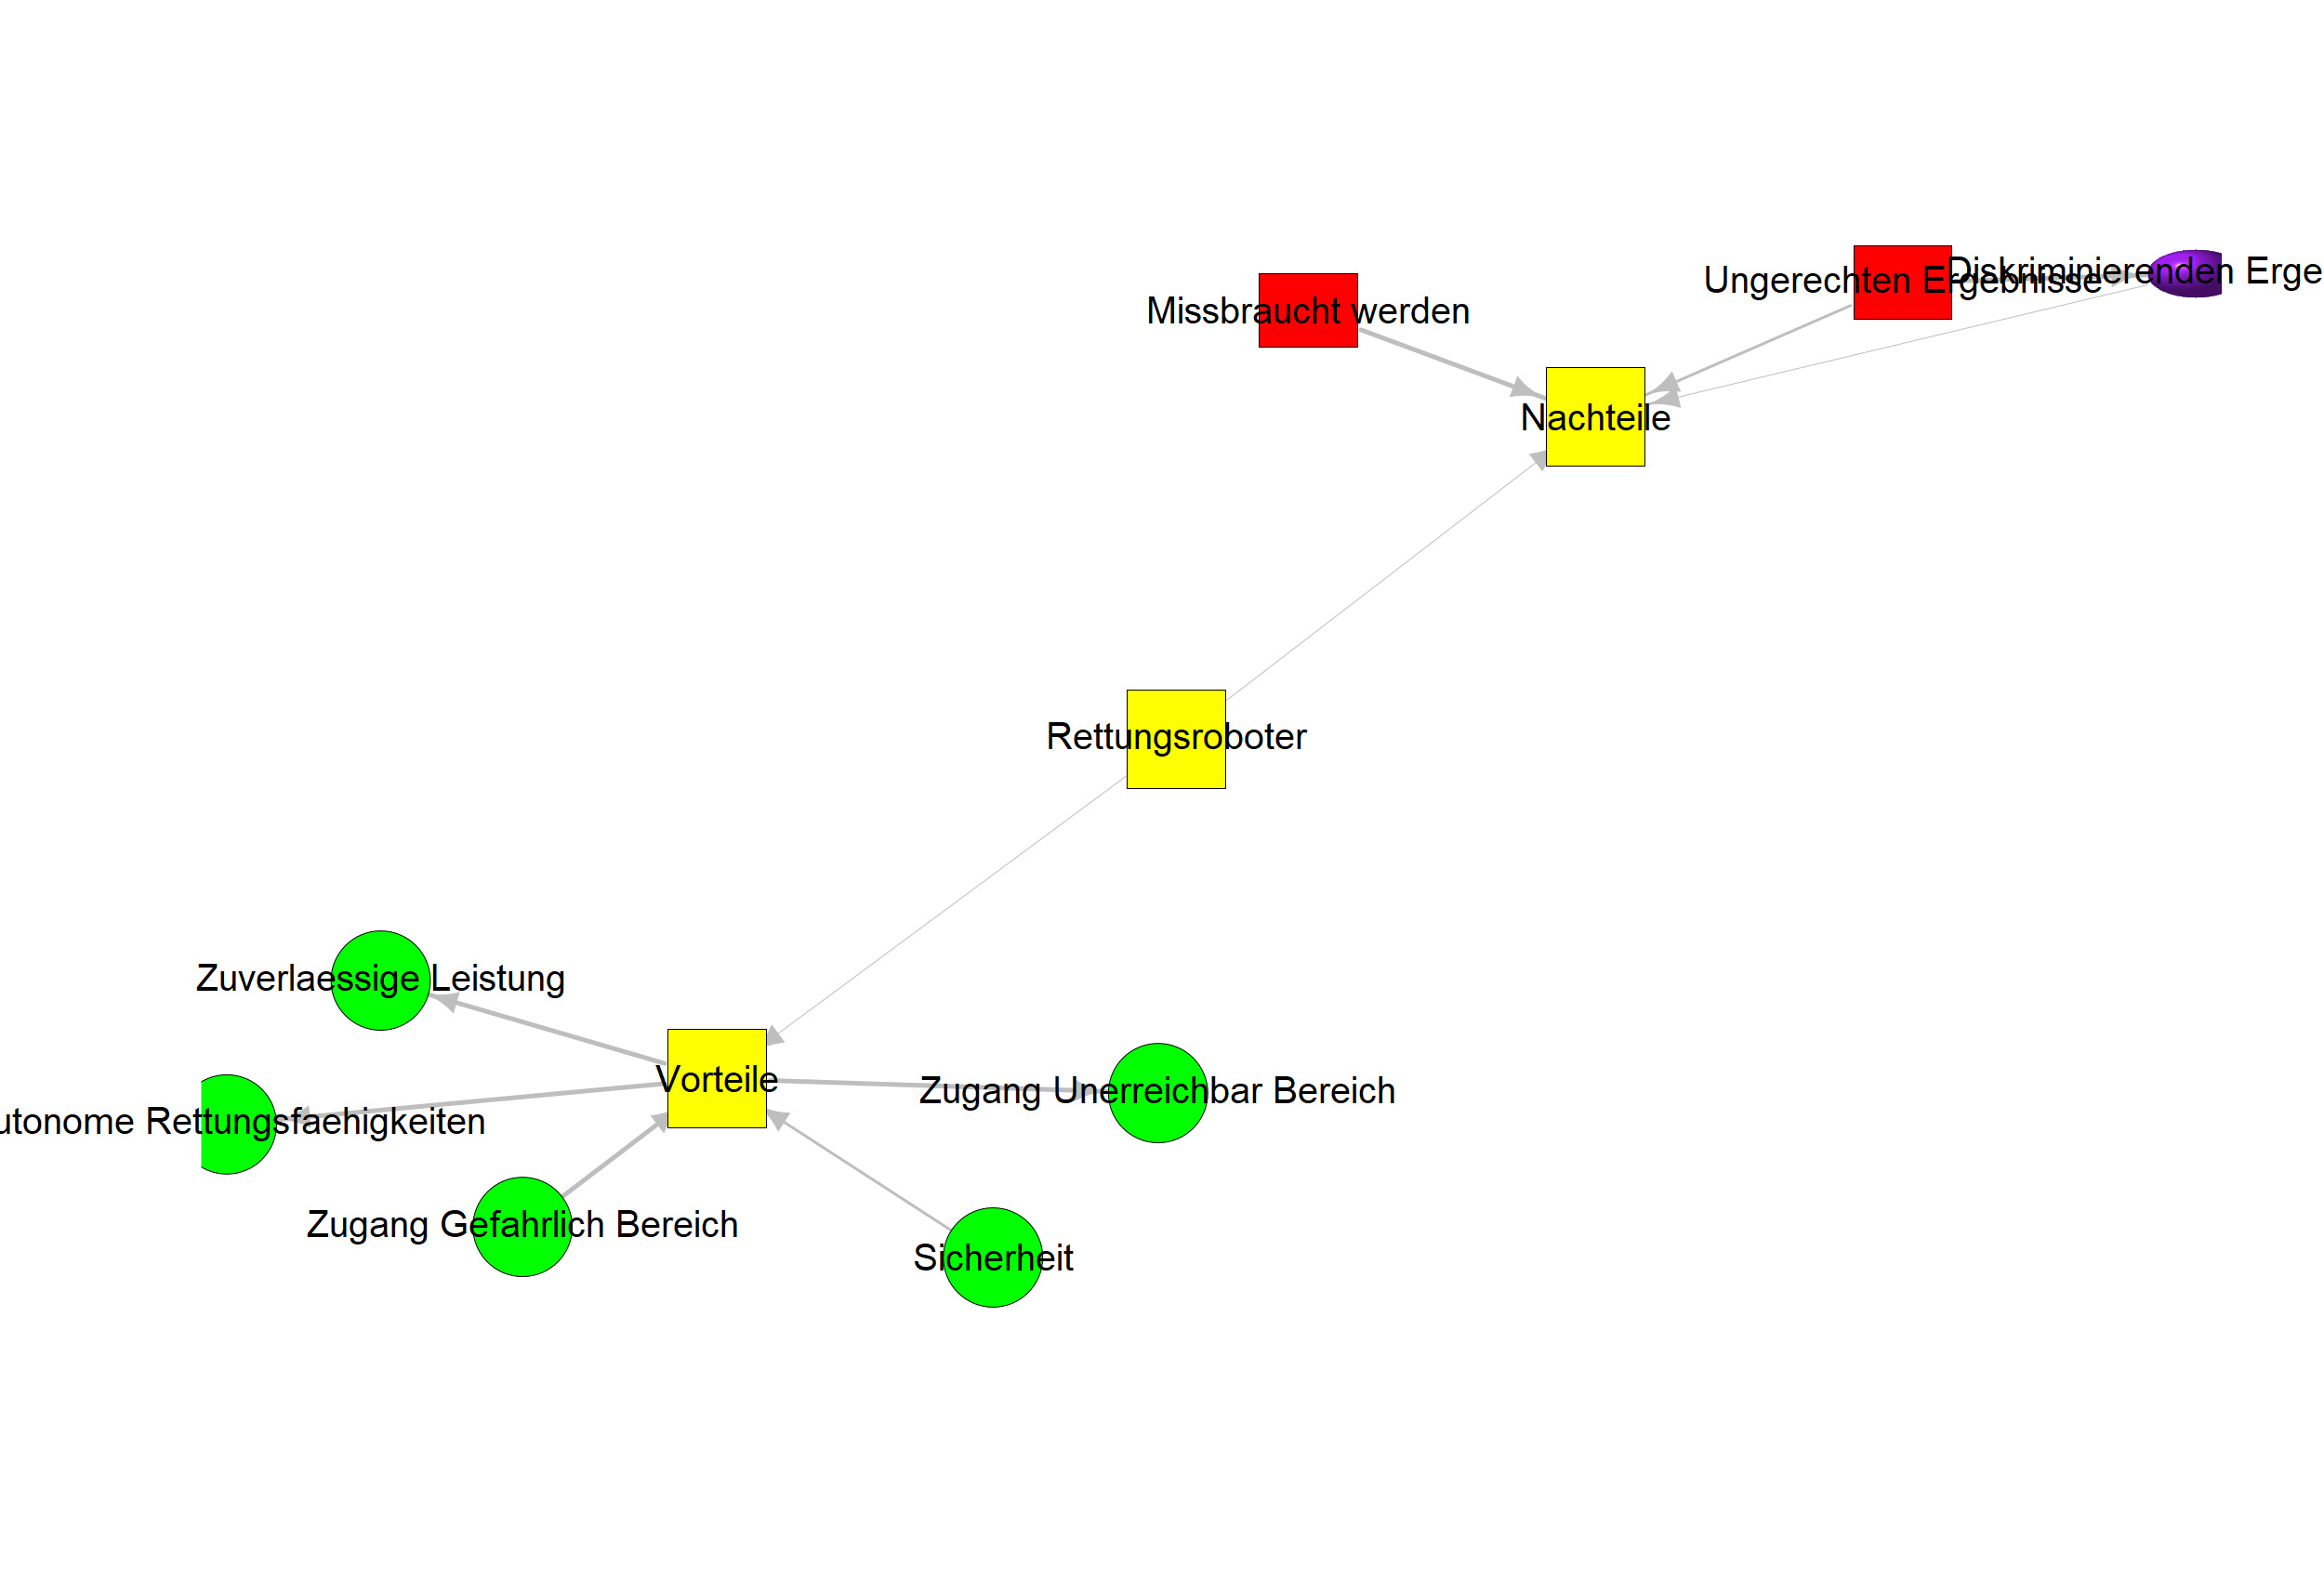 Diskriminierenden Erge
Ungerechten Ergebnisse
Missbraucht werden
Nachteile
Rettungsroboter
Zuverlaessige Leistung
Vorteile
Zugang Unerreichbar Bereich
utonome Rettungsfaehigkeiten
Zugang Gefahrlich Bereich
Sicherheit